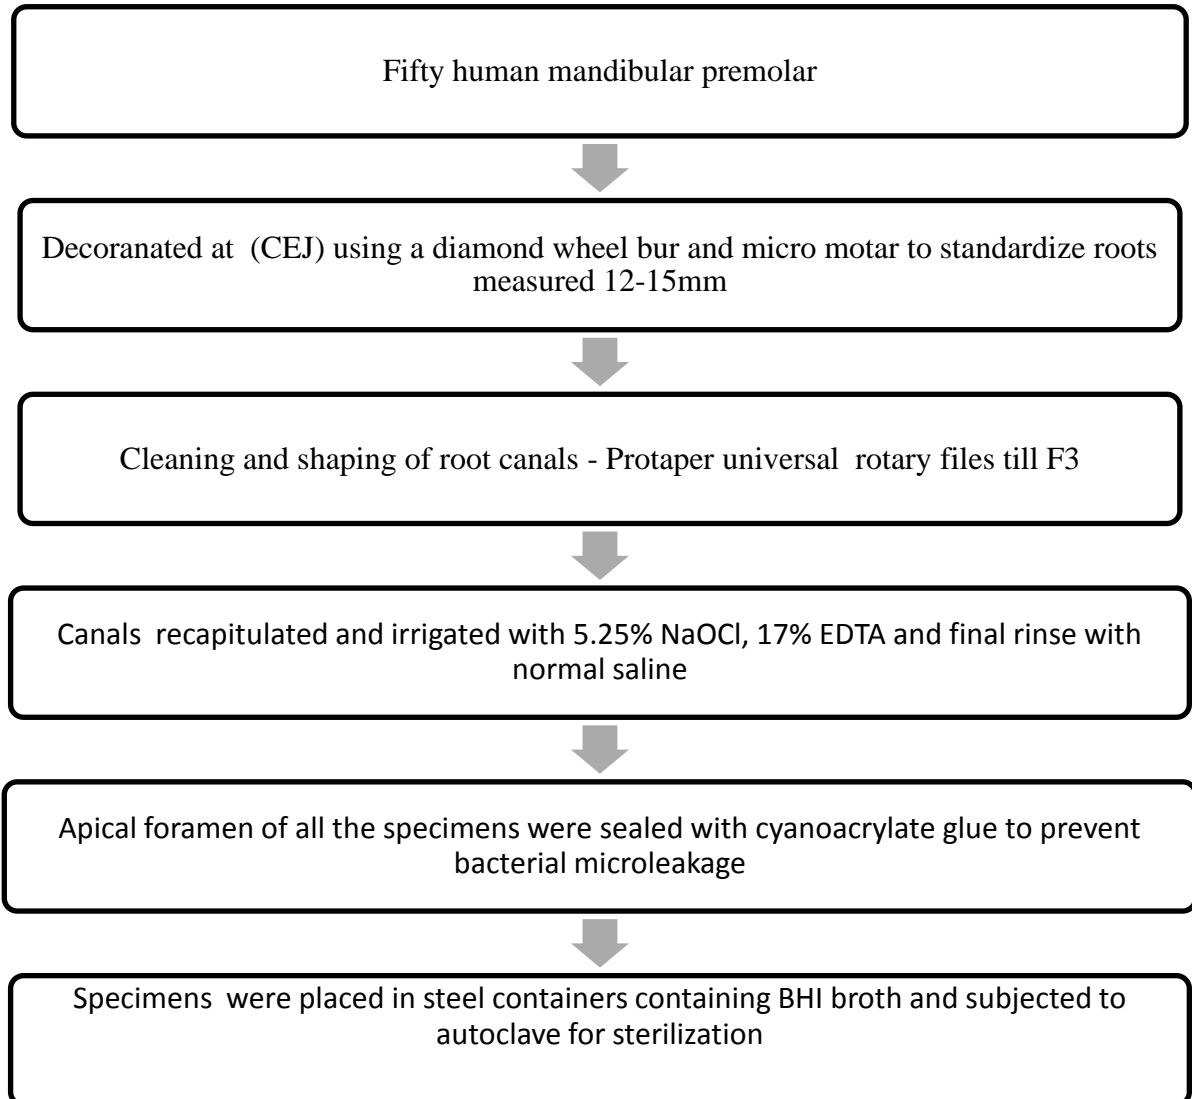 Fifty human mandibular premolar
Decoranated at  (CEJ) using a diamond wheel bur and micro motar to standardize roots
measured 12-15mm
Cleaning and shaping of root canals - Protaper universal  rotary files till F3
Canals  recapitulated and irrigated with 5.25% NaOCl, 17% EDTA and final rinse with
normal saline
Apical foramen of all the specimens were sealed with cyanoacrylate glue to prevent
bacterial microleakage
Specimens  were placed in steel containers containing BHI broth and subjected to
autoclave for sterilization